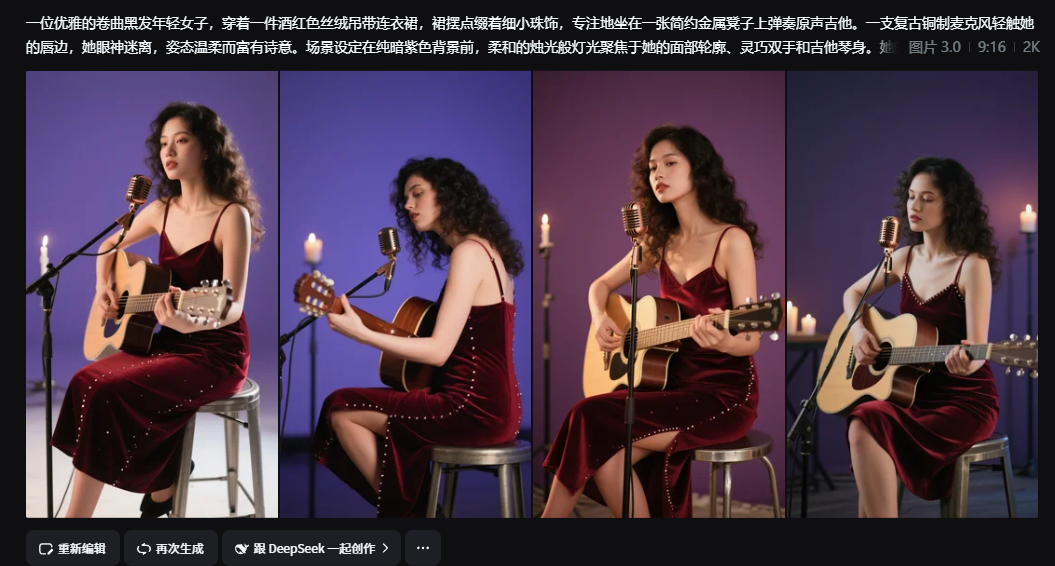 一位优雅的卷曲黑发年轻女子，穿着一件酒红色丝绒吊带连衣裙，裙摆点缀着细小珠饰，专注地坐在一张简约金属凳子上弹奏原声吉他。一支复古铜制麦克风轻触她
的唇边，她眼神迷离，姿态温柔而富有诗意。场景设定在纯暗紫色背景前，柔和的烛光般灯光聚焦于她的面部轮廓、灵巧双手和吉他琴身。她 图片 3.0 | 9:16 | 2K
重新编辑 再次生成 跟 DeepSeek 一起创作 > ···